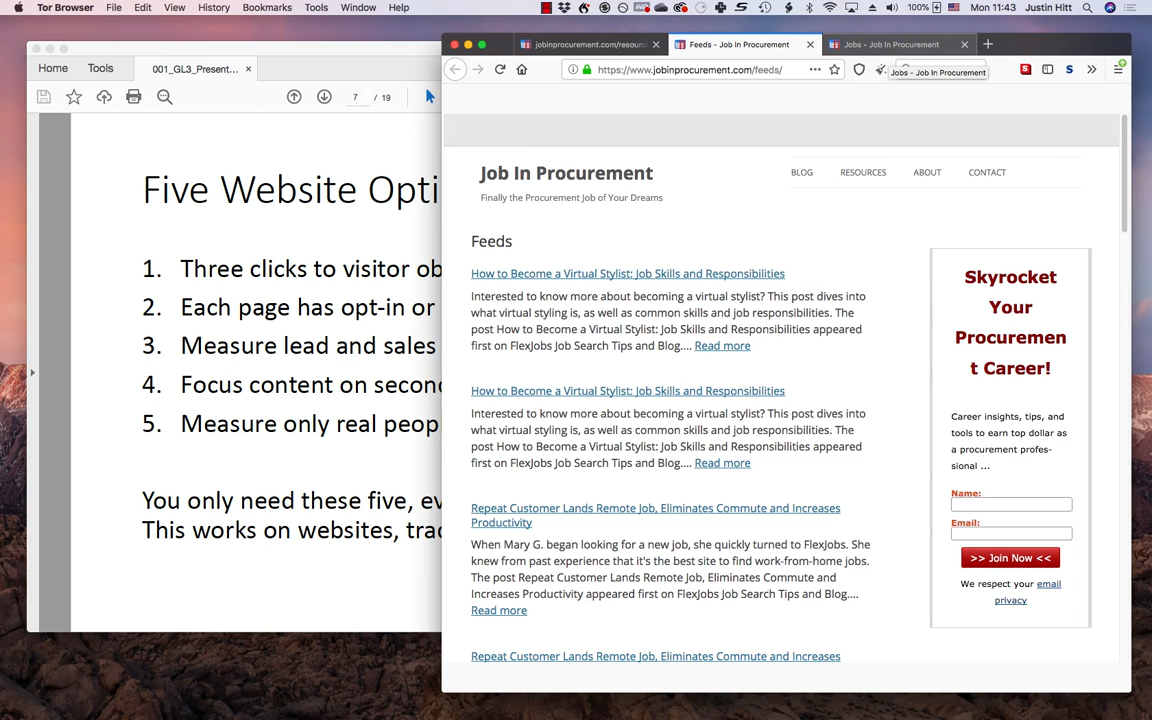 Tor Browser File Edit View History Bookmarks Tools Window Help
100% Mon 11:43 Justin Hitt
Home Tools 001_GL3_Present... ×
7 / 19
Five Website Opti
1. Three clicks to visitor ob
2. Each page has opt-in or
3. Measure lead and sales
4. Focus content on second
5. Measure only real peop
You only need these five, ev
This works on websites, trac
jobinprocurement.com/resourc × Feeds - Job In Procurement × Jobs - Job In Procurement × +
https://www.jobinprocurement.com/feeds/
Jobs - Job In Procurement
Job In Procurement
Finally the Procurement Job of Your Dreams
BLOG RESOURCES ABOUT CONTACT
Feeds
How to Become a Virtual Stylist: Job Skills and Responsibilities
Interested to know more about becoming a virtual stylist? This post dives into
what virtual styling is, as well as common skills and job responsibilities. The
post How to Become a Virtual Stylist: Job Skills and Responsibilities appeared
first on FlexJobs Job Search Tips and Blog.... Read more
How to Become a Virtual Stylist: Job Skills and Responsibilities
Interested to know more about becoming a virtual stylist? This post dives into
what virtual styling is, as well as common skills and job responsibilities. The
post How to Become a Virtual Stylist: Job Skills and Responsibilities appeared
first on FlexJobs Job Search Tips and Blog.... Read more
Repeat Customer Lands Remote Job, Eliminates Commute and Increases
Productivity
When Mary G. began looking for a new job, she quickly turned to FlexJobs. She
knew from past experience that it's the best site to find work-from-home jobs.
The post Repeat Customer Lands Remote Job, Eliminates Commute and
Increases Productivity appeared first on FlexJobs Job Search Tips and Blog....
Read more
Repeat Customer Lands Remote Job, Eliminates Commute and Increases
Skyrocket
Your
Procuremen
t Career!
Career insights, tips, and
tools to earn top dollar as
a procurement profes-
sional ...
Name:
Email:
>> Join Now <<
We respect your email
privacy